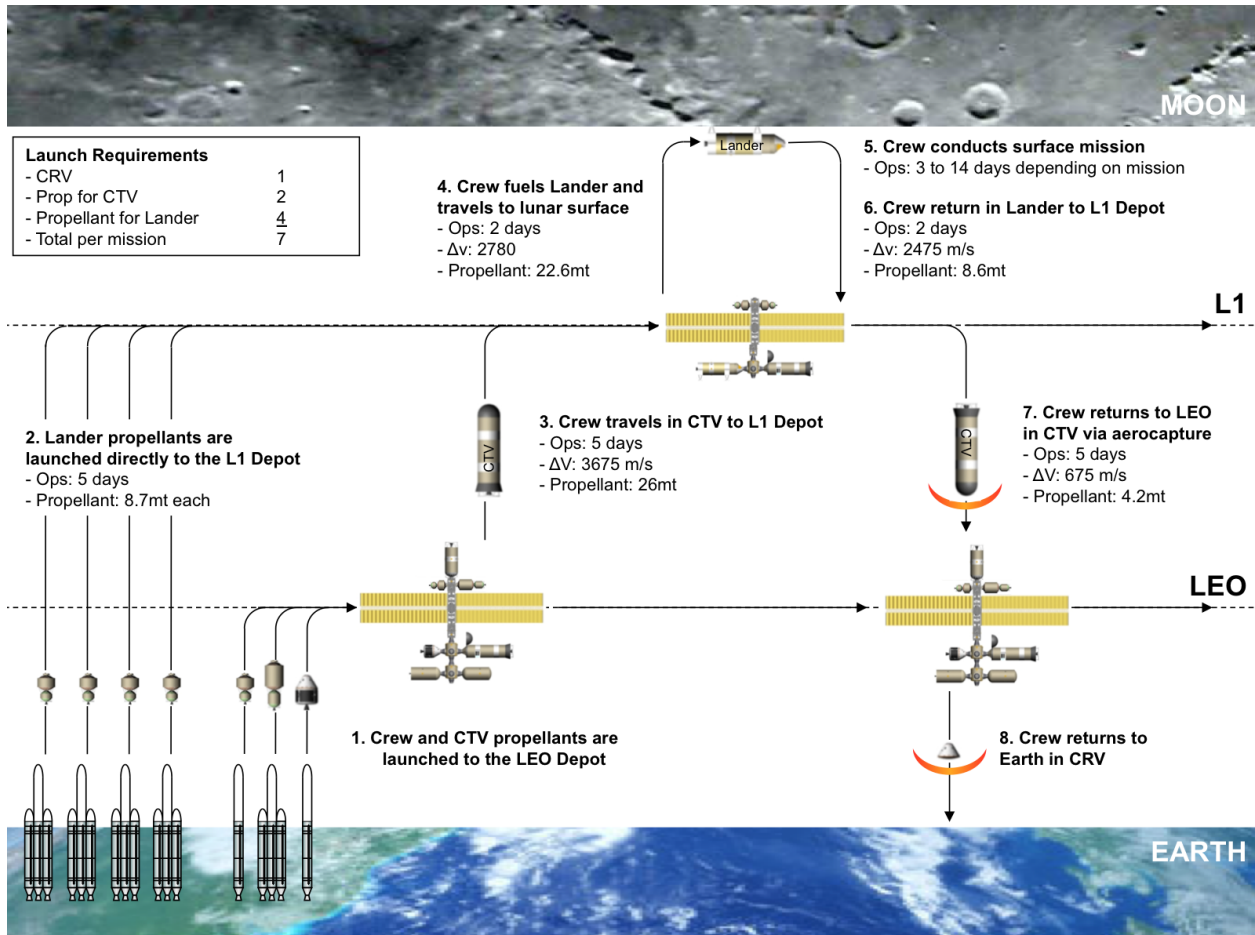 MOON
Launch Requirements
- CRV 1
- Prop for CTV 2
- Propellant for Lander 4
- Total per mission 7
Lander
4. Crew fuels Lander and
travels to lunar surface
- Ops: 2 days
- Δv: 2780
- Propellant: 22.6mt
5. Crew conducts surface mission
- Ops: 3 to 14 days depending on mission
6. Crew return in Lander to L1 Depot
- Ops: 2 days
- Δv: 2475 m/s
- Propellant: 8.6mt
L1
2. Lander propellants are
launched directly to the L1 Depot
- Ops: 5 days
- Propellant: 8.7mt each
CTV
3. Crew travels in CTV to L1 Depot
- Ops: 5 days
- ΔV: 3675 m/s
- Propellant: 26mt
CTV
7. Crew returns to LEO
in CTV via aerocapture
- Ops: 5 days
- ΔV: 675 m/s
- Propellant: 4.2mt
LEO
1. Crew and CTV propellants are
launched to the LEO Depot
8. Crew returns to
Earth in CRV
EARTH